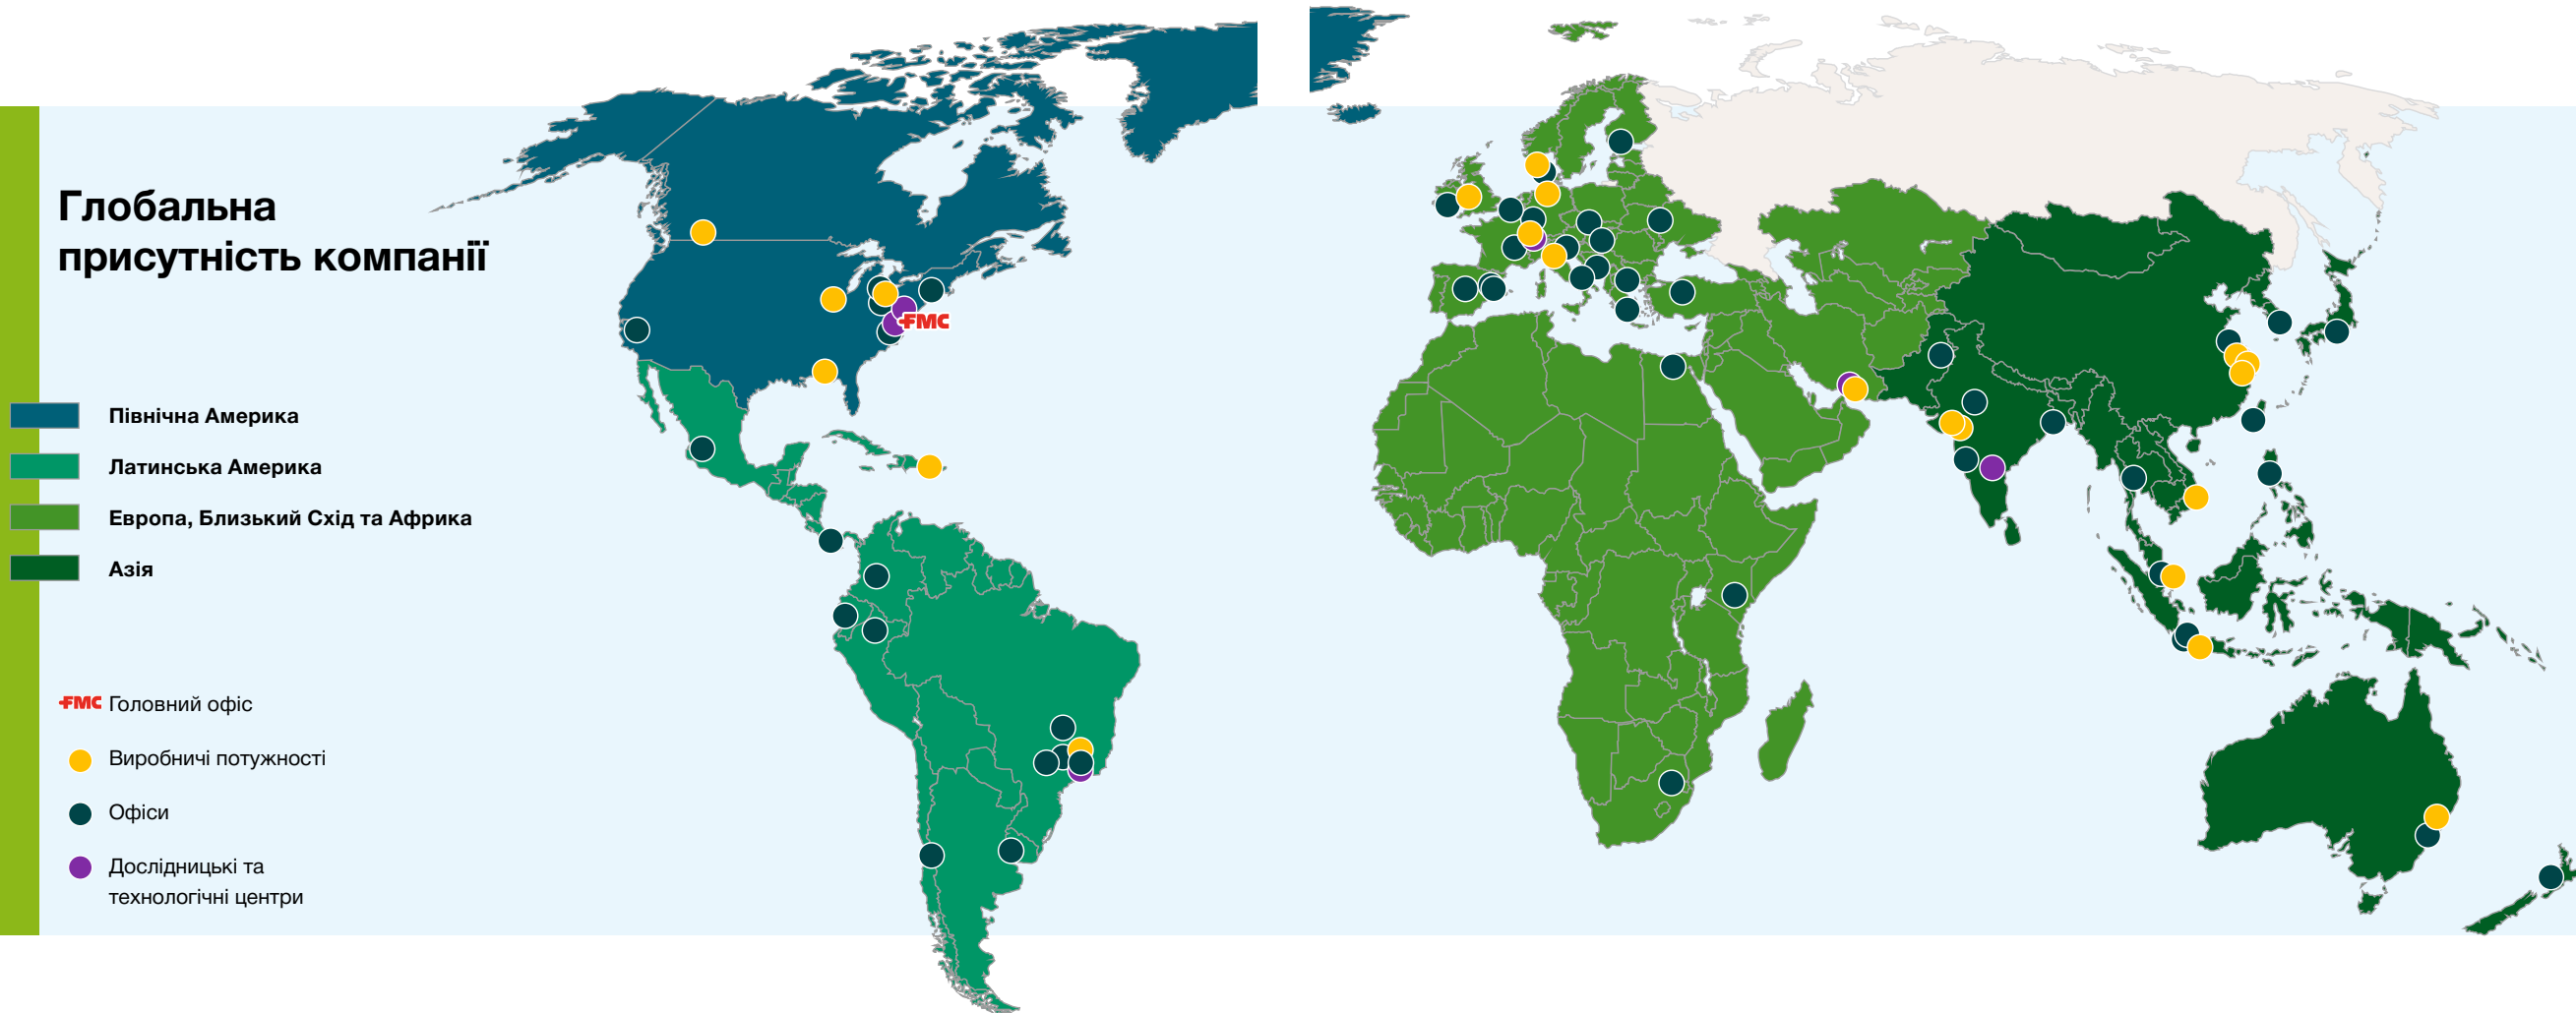 Глобальна
присутність компанії
FMC
Північна Америка
Латинська Америка
Европа, Близький Схід та Африка
Азія
FMC Головний офіс
Виробничі потужності
Офіси
Дослідницькі та
технологічні центри